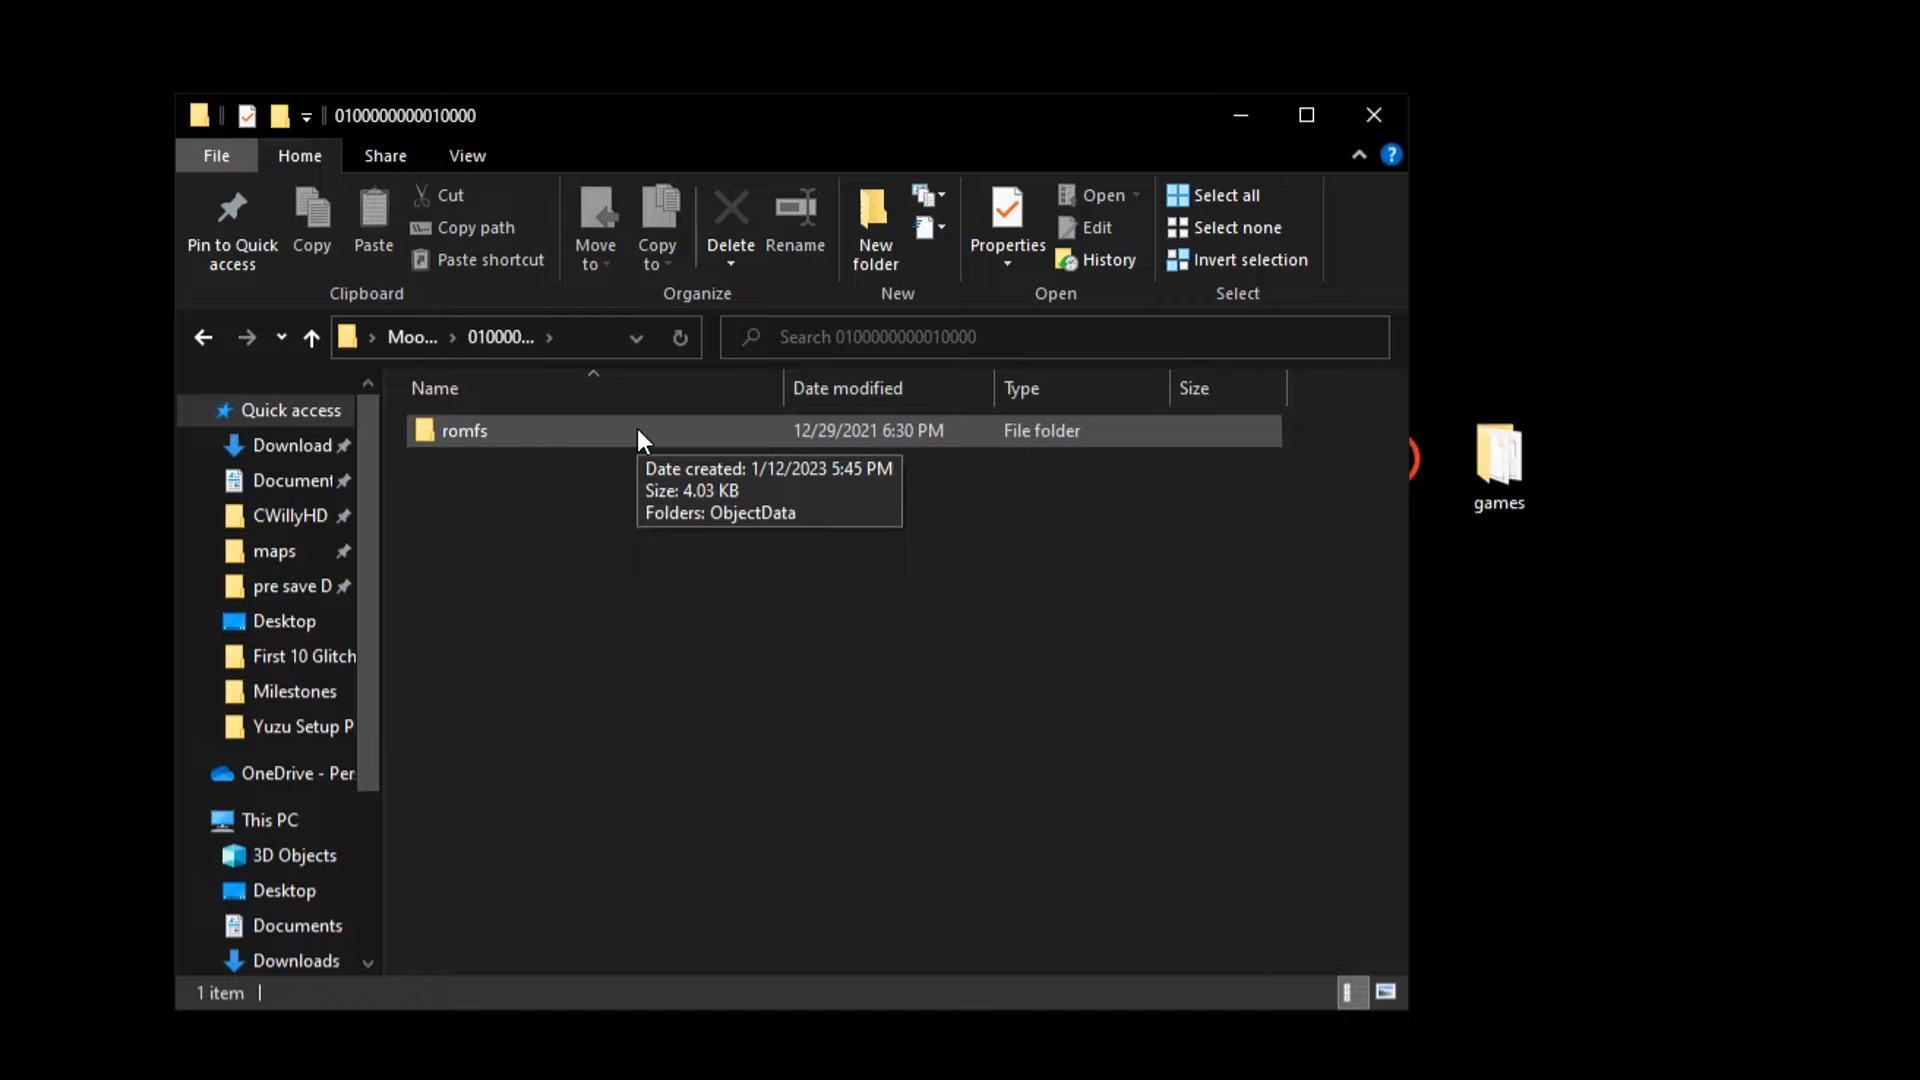 0100000000010000
File
Home
Share
View
Pin to Quick access
Copy
Paste
Cut
Copy path
Paste shortcut
Move to
Copy to
Delete
Rename
New folder
Properties
Open
Edit
History
Select all
Select none
Invert selection
Clipboard
Organize
New
Open
Select
Moo... 010000...
Search 0100000000010000
Name
Date modified
Type
Size
romfs
12/29/2021 6:30 PM
File folder
Date created: 1/12/2023 5:45 PM
Size: 4.03 KB
Folders: ObjectData
Quick access
Download
Document
CWillyHD
maps
pre save D
Desktop
First 10 Glitch
Milestones
Yuzu Setup P
OneDrive - Per
This PC
3D Objects
Desktop
Documents
Downloads
1 item
games